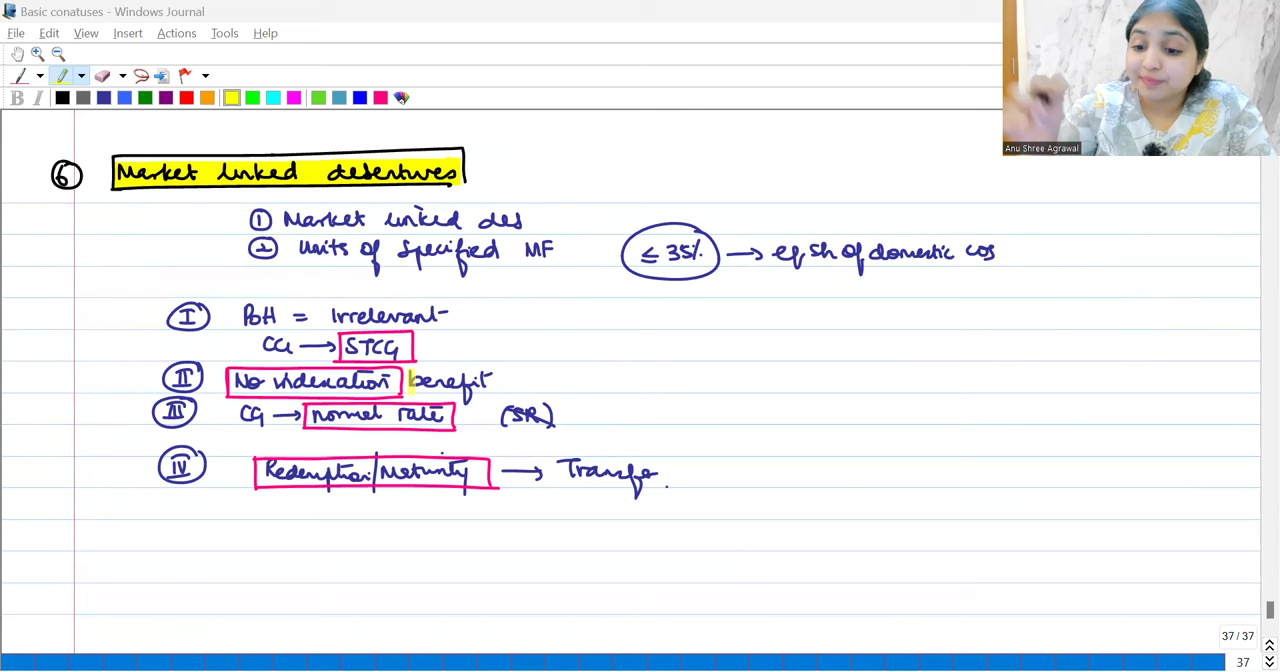 Basic conatuses - Windows Journal
File Edit View Insert Actions Tools Help
B I
Anu Shree Agrawal
6 Market linked debentures
1 Market linked deb
2 Units of Specified MF ≤ 35% → eq sh of domestic cos
I POH = Irrelevant
CG → STCG
II No indexation benefit
III CG → normal rate (SR)
IV Redemption/Maturity → Transfer
37 / 37
37